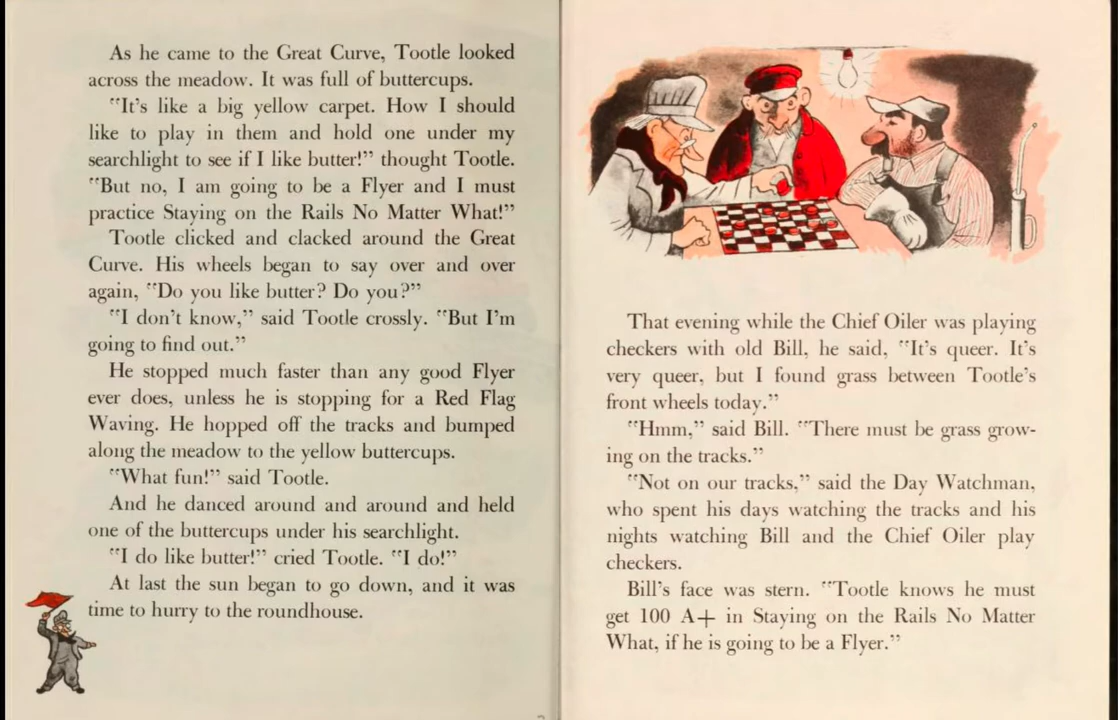 As he came to the Great Curve, Tootle looked
across the meadow. It was full of buttercups.
"It's like a big yellow carpet. How I should
like to play in them and hold one under my
searchlight to see if I like butter!" thought Tootle.
"But no, I am going to be a Flyer and I must
practice Staying on the Rails No Matter What!"
Tootle clicked and clacked around the Great
Curve. His wheels began to say over and over
again, "Do you like butter? Do you?"
"I don't know," said Tootle crossly. "But I'm
going to find out."
He stopped much faster than any good Flyer
ever does, unless he is stopping for a Red Flag
Waving. He hopped off the tracks and bumped
along the meadow to the yellow buttercups.
"What fun!" said Tootle.
And he danced around and around and held
one of the buttercups under his searchlight.
"I do like butter!" cried Tootle. "I do!"
At last the sun began to go down, and it was
time to hurry to the roundhouse.
That evening while the Chief Oiler was playing
checkers with old Bill, he said, "It's queer. It's
very queer, but I found grass between Tootle's
front wheels today."
"Hmm," said Bill. "There must be grass grow-
ing on the tracks."
"Not on our tracks," said the Day Watchman,
who spent his days watching the tracks and his
nights watching Bill and the Chief Oiler play
checkers.
Bill's face was stern. "Tootle knows he must
get 100 A+ in Staying on the Rails No Matter
What, if he is going to be a Flyer."